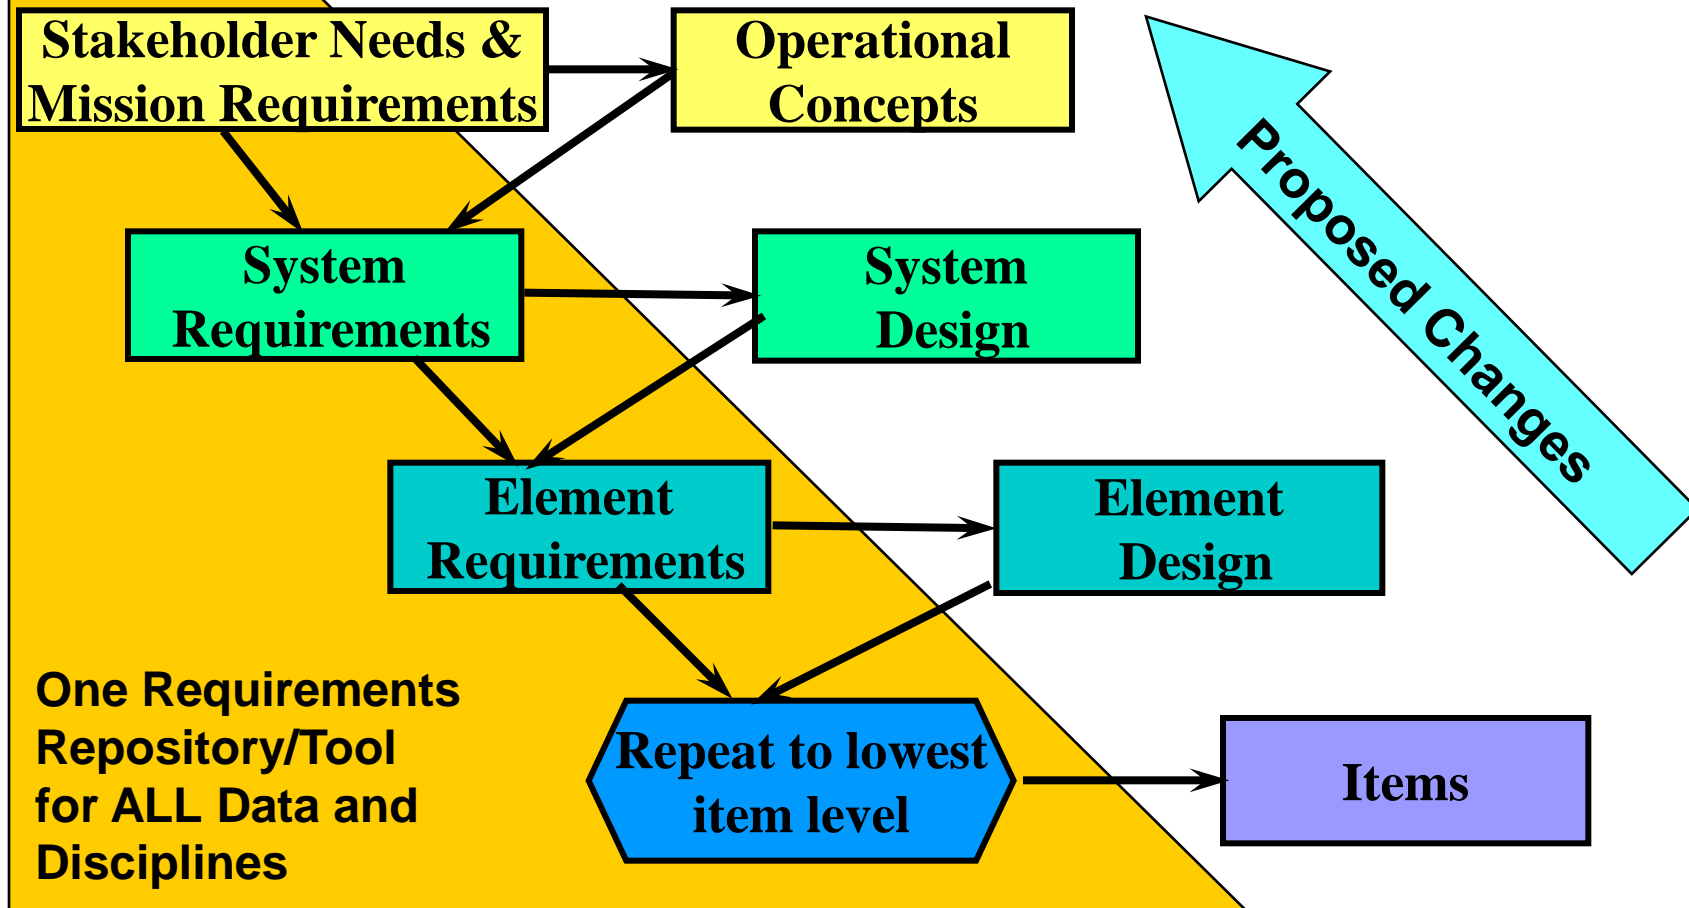 Stakeholder Needs &
Mission Requirements
Operational
Concepts
Proposed Changes
System
Requirements
System
Design
Element
Requirements
Element
Design
One Requirements
Repository/Tool
for ALL Data and
Disciplines
Repeat to lowest
item level
Items